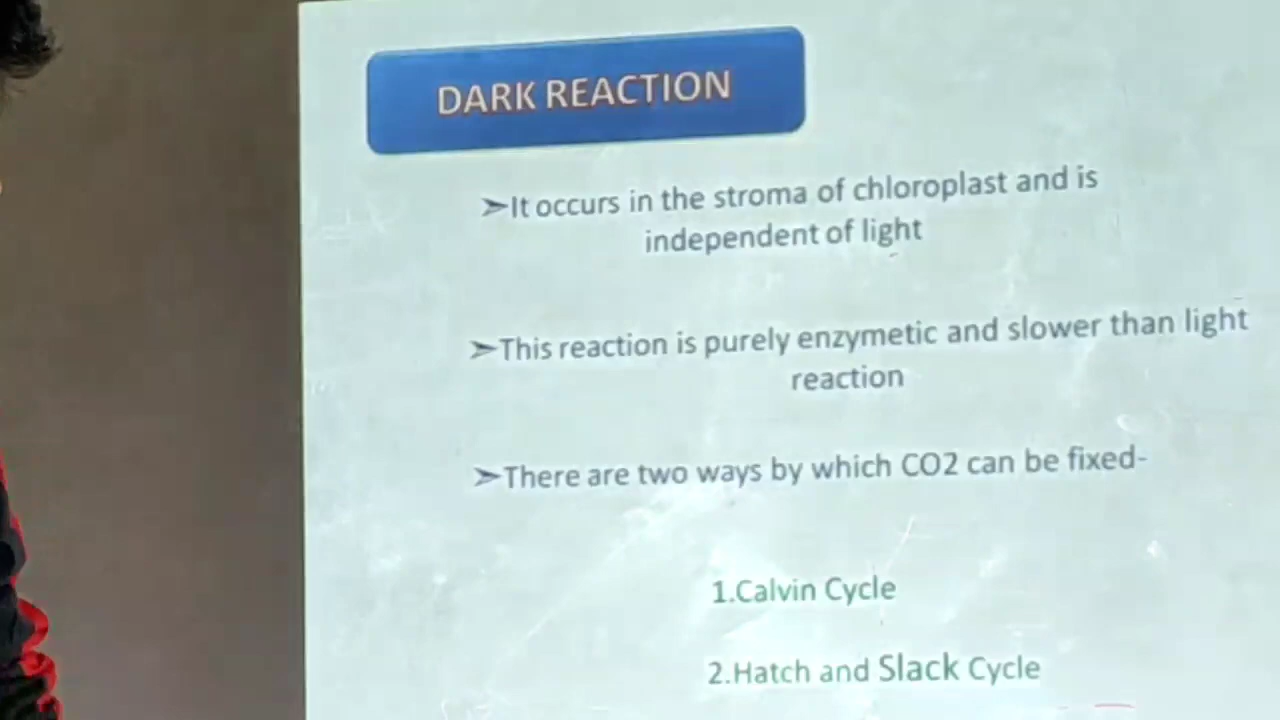 DARK REACTION
➢It occurs in the stroma of chloroplast and is
independent of light
➢This reaction is purely enzymetic and slower than light
reaction
➢There are two ways by which CO2 can be fixed-
1.Calvin Cycle
2.Hatch and Slack Cycle